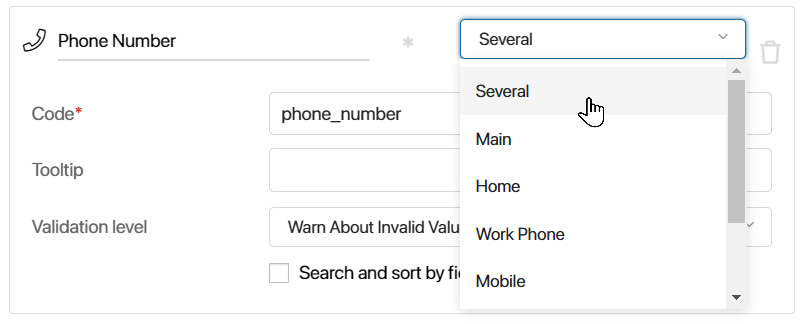 Phone Number * Several
Several
Code* phone_number
Main
Tooltip
Home
Validation level Warn About Invalid Valu
Work Phone
Search and sort by fie
Mobile